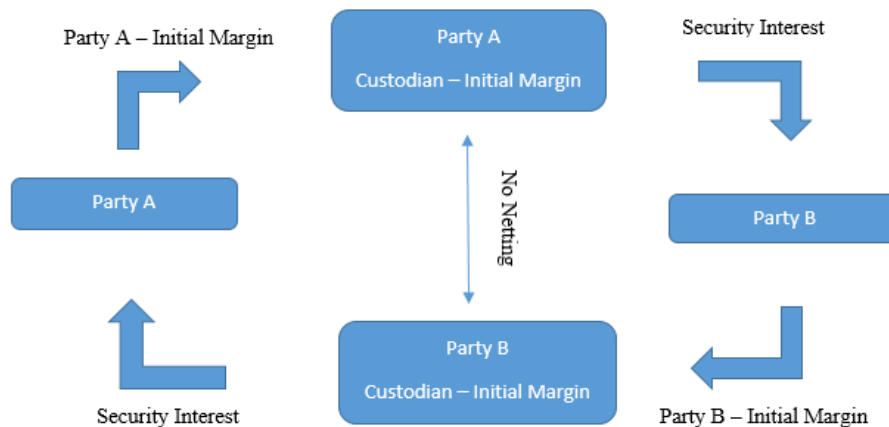 Party A – Initial Margin
Party A
Custodian – Initial Margin
Security Interest
Party A
No Netting
Party B
Party B
Custodian – Initial Margin
Security Interest
Party B – Initial Margin